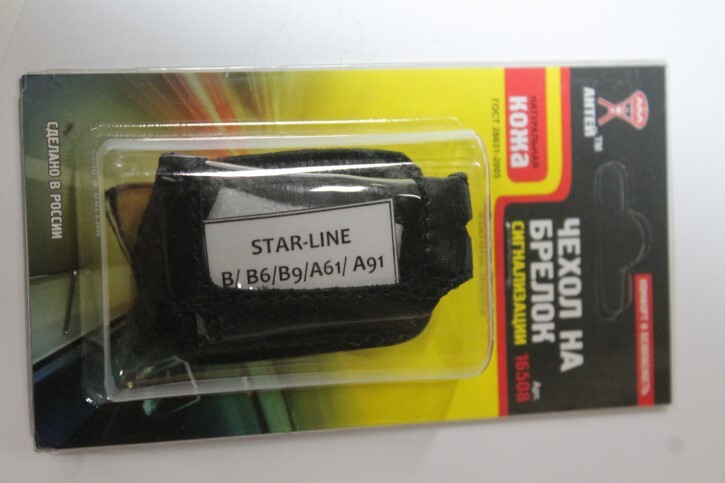 АНТЕЙ™
НАТУРАЛЬНАЯ
КОЖА
ГОСТ 28631-2005
КОМФОРТ И БЕЗОПАСНОСТЬ
ЧЕХОЛ НА
БРЕЛОК
СИГНАЛИЗАЦИИ
Арт.
16508
STAR-LINE
B/ B6/B9/A61/ A91
СДЕЛАНО В РОССИИ